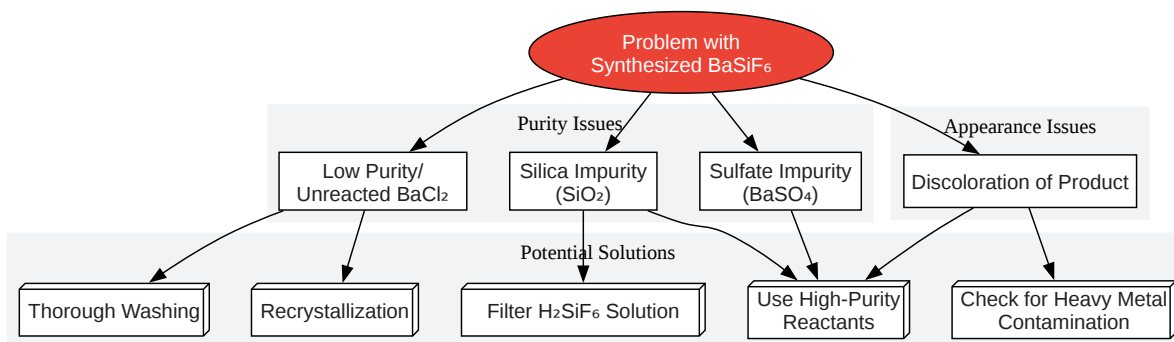 Problem with
Synthesized BaSiF₆
Purity Issues
Appearance Issues
Low Purity/
Unreacted BaCl₂
Silica Impurity
(SiO₂)
Sulfate Impurity
(BaSO₄)
Discoloration of Product
Potential Solutions
Thorough Washing
Recrystallization
Filter H₂SiF₆ Solution
Use High-Purity
Reactants
Check for Heavy Metal
Contamination